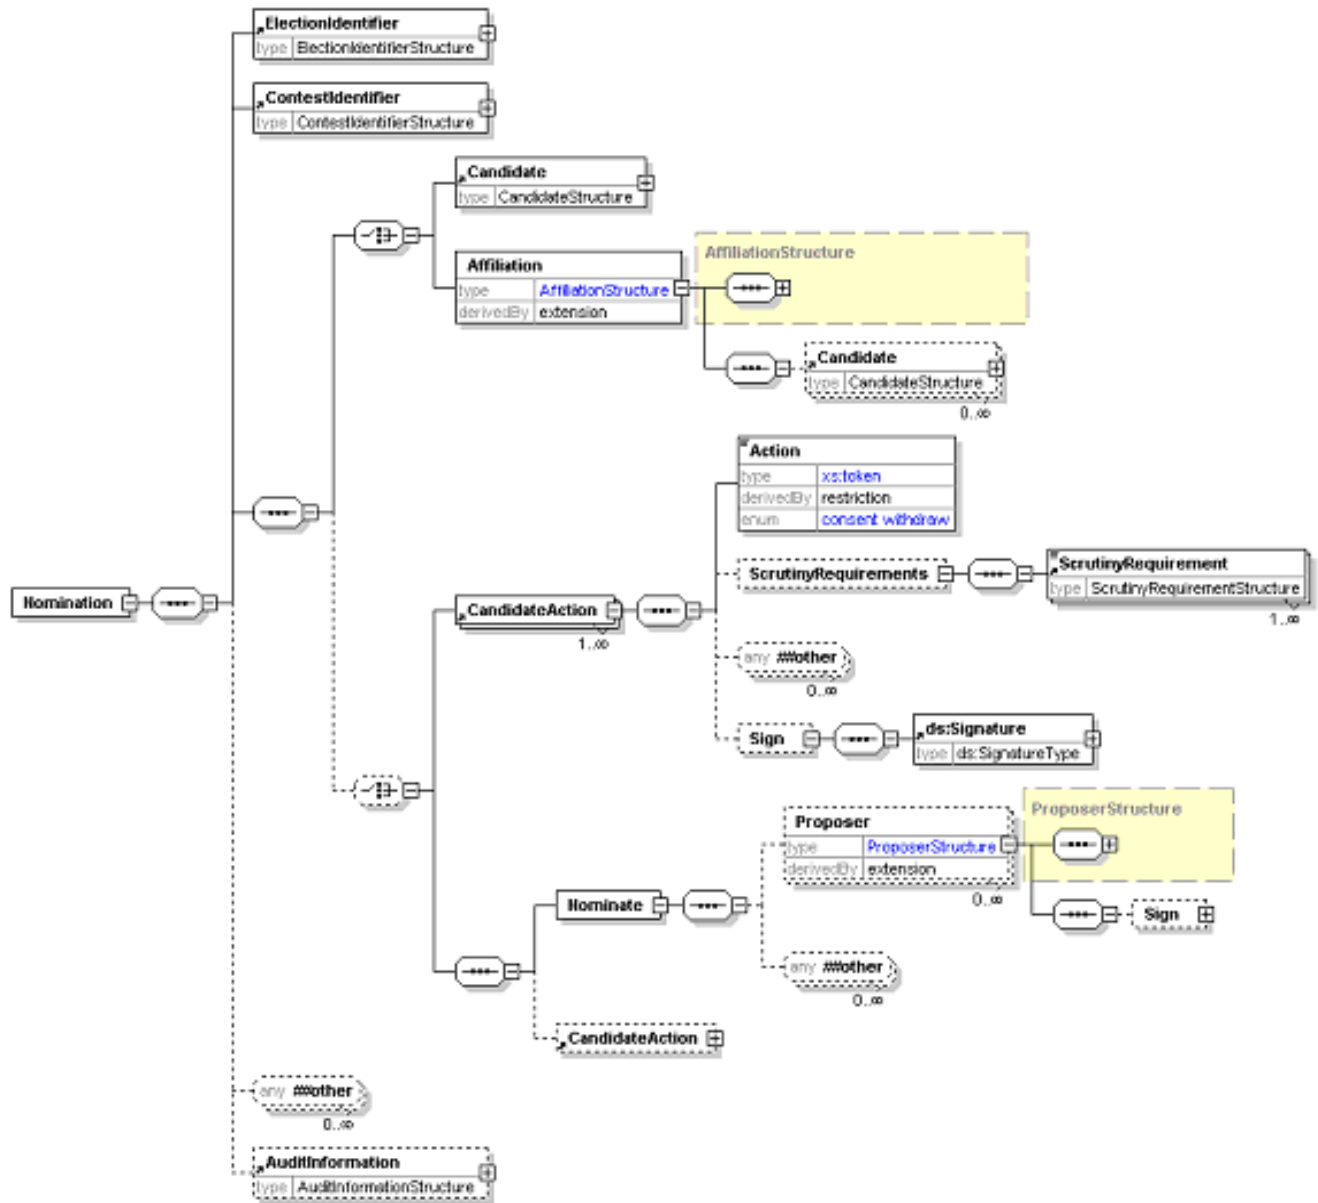 ElectionIdentifier
type ElectionIdentifierStructure
ContestIdentifier
type ContestIdentifierStructure
Candidate
type CandidateStructure
Affiliation
type AffiliationStructure
derivedBy extension
AffiliationStructure
Candidate
type CandidateStructure
0..∞
Action
type xs:token
derivedBy restriction
enum consent withdraw
ScrutinyRequirements
ScrutinyRequirement
type ScrutinyRequirementStructure
1..∞
Nomination
CandidateAction
1..∞
any ##other
0..∞
Sign
ds:Signature
type ds:SignatureType
Proposer
type ProposerStructure
derivedBy extension
0..∞
ProposerStructure
Sign
Nominate
any ##other
0..∞
CandidateAction
any ##other
0..∞
AuditInformation
type AuditInformationStructure